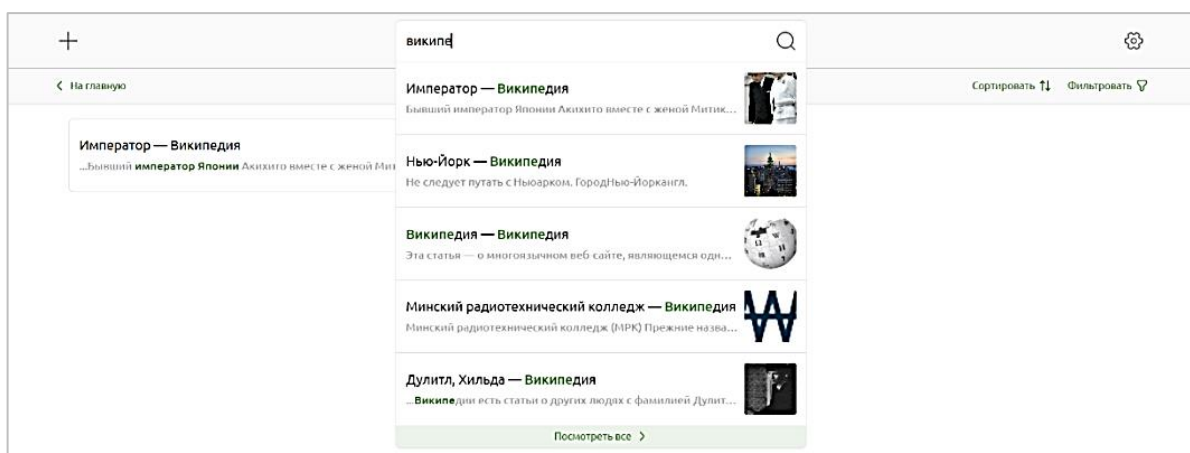 википе
На главную
Сортировать
Фильтровать
Император — Википедия
...Бывший император Японии Акихито вместе с женой Мит
Император — Википедия
Бывший император Японии Акихито вместе с женой Митик...
Нью-Йорк — Википедия
Не следует путать с Ньюарком. ГородНью-Йоркангл.
Википедия — Википедия
Эта статья — о многоязычном веб-сайте, являющемся одн...
Минский радиотехнический колледж — Википедия
Минский радиотехнический колледж (МРК) Прежние назва...
Дулитл, Хильда — Википедия
...Википедии есть статьи о других людях с фамилией Дулит...
Посмотреть все